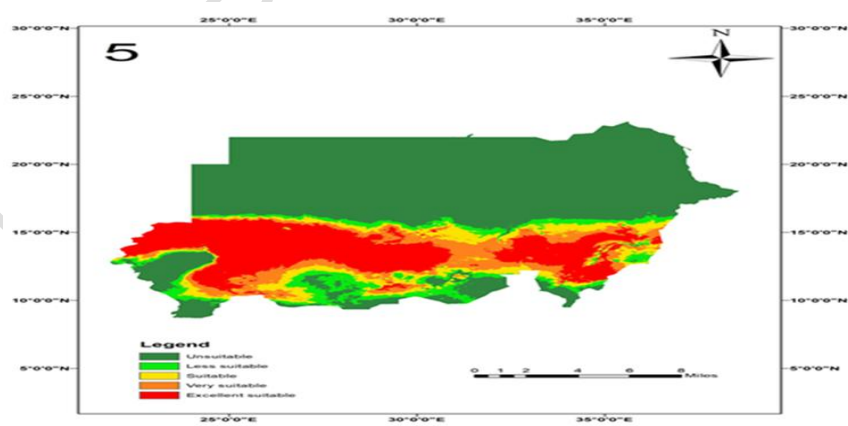 25°0'0"E 30°0'0"E 35°0'0"E
30°0'0"N 30°0'0"N
5
N
25°0'0"N 25°0'0"N
20°0'0"N 20°0'0"N
15°0'0"N 15°0'0"N
10°0'0"N 10°0'0"N
Legend
Unsuitable
5°0'0"N 5°0'0"N
Less suitable
0 1 2 4 6 8 Miles
Suitable
Very suitable
Excellent suitable
25°0'0"E 30°0'0"E 35°0'0"E